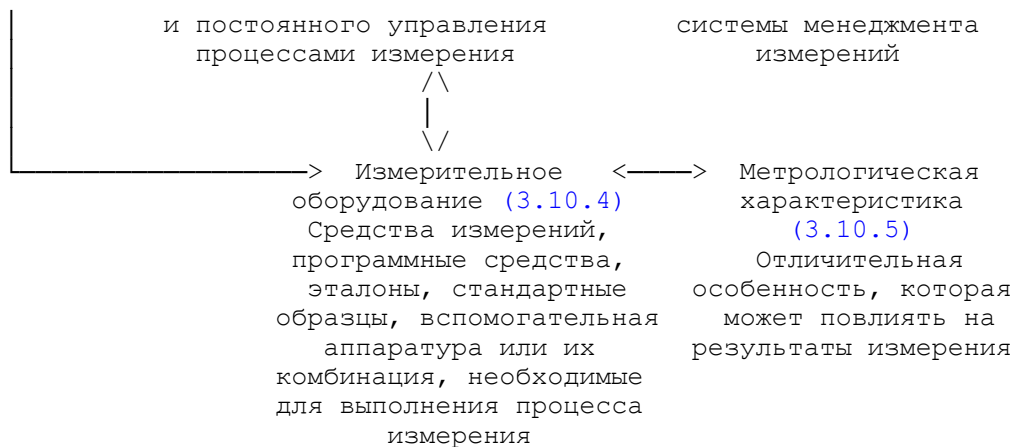 и постоянного управления системы менеджмента
процессами измерения измерений
/\
|
\/
> Измерительное <────> Метрологическая
оборудование (3.10.4) характеристика
Средства измерений, (3.10.5)
программные средства, Отличительная
эталоны, стандартные особенность, которая
образцы, вспомогательная может повлиять на
аппаратура или их результаты измерения
комбинация, необходимые
для выполнения процесса
измерения